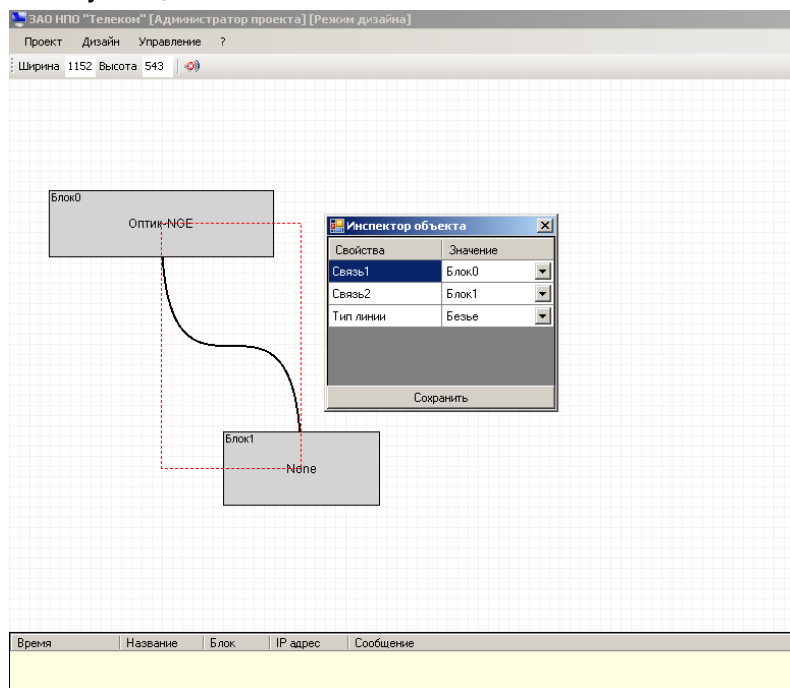 ЗАО НПО "Телеком" [Администратор проекта] [Режим дизайна]
Проект Дизайн Управление ?
Ширина 1152 Высота 543
Блок0
Оптик-NGE
Инспектор объекта
Свойства Значение
Связь1 Блок0
Связь2 Блок1
Тип линии Безье
Сохранить
Блок1
None
Время Название Блок IP адрес Сообщение